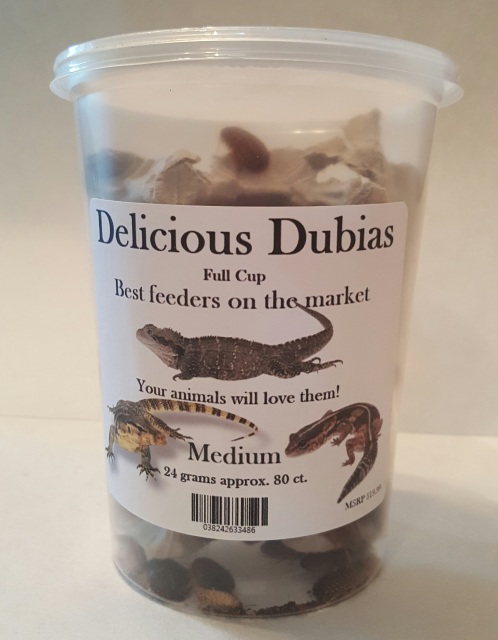 Delicious Dubias
Full Cup
Best feeders on the market
Your animals will love them!
Medium
24 grams approx. 80 ct.
038242633486
MSRP